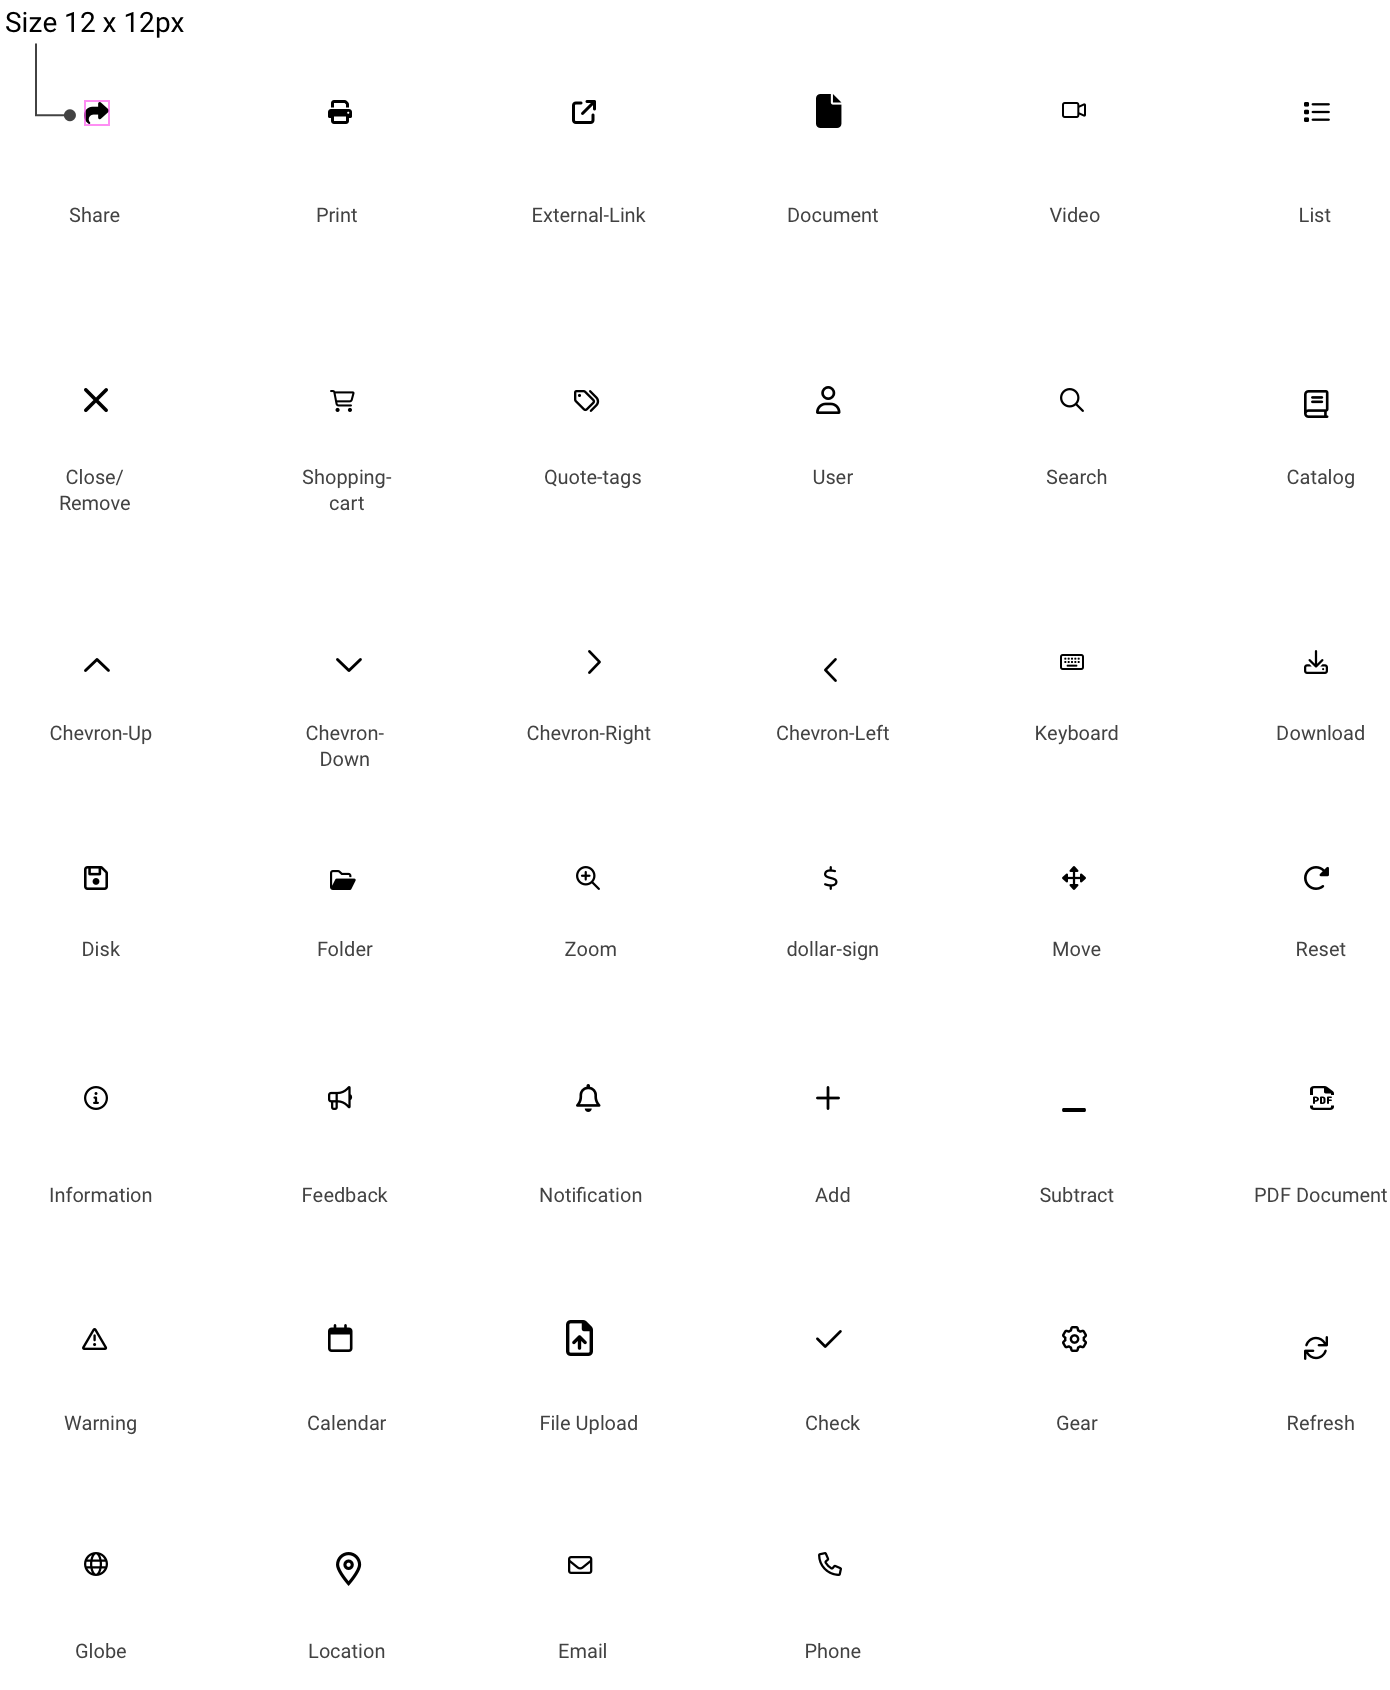 Size 12 x 12px
Share
Print
External-Link
Document
Video
List
Close/
Remove
Shopping-
cart
Quote-tags
User
Search
Catalog
Chevron-Up
Chevron-
Down
Chevron-Right
Chevron-Left
Keyboard
Download
Disk
Folder
Zoom
$
dollar-sign
Move
Reset
Information
Feedback
Notification
Add
Subtract
PDF
PDF Document
Warning
Calendar
File Upload
Check
Gear
Refresh
Globe
Location
Email
Phone